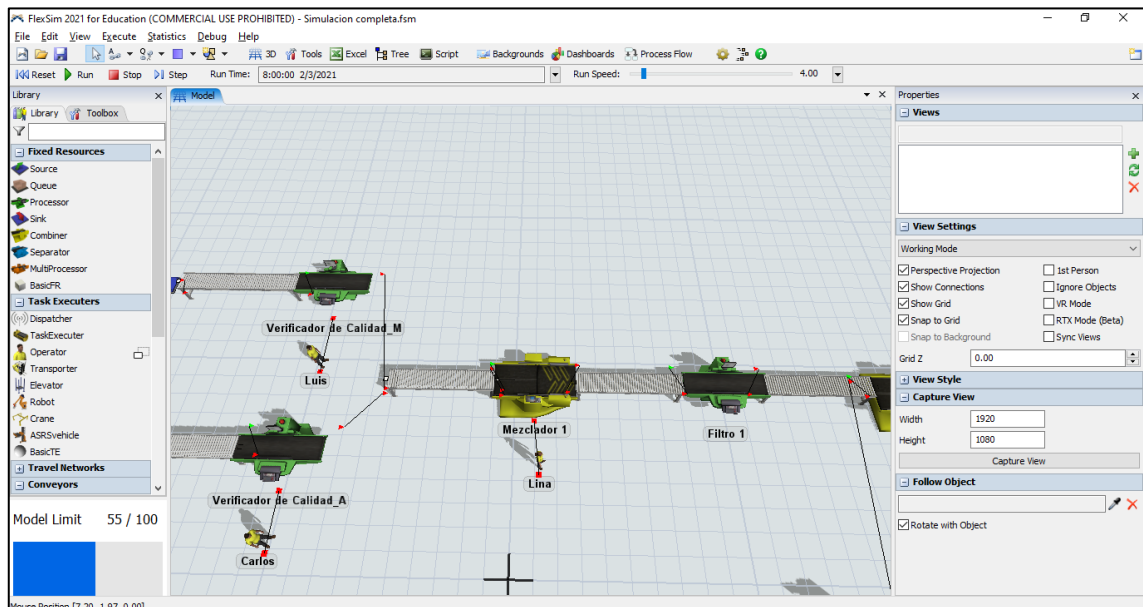 FlexSim 2021 for Education (COMMERCIAL USE PROHIBITED) - Simulacion completa.fsm
File Edit View Execute Statistics Debug Help
3D Tools Excel Tree Script Backgrounds Dashboards Process Flow
Reset Run Stop Step Run Time: 8:00:00 2/3/2021 Run Speed: 4.00
Library
Library Toolbox
Fixed Resources
Source
Queue
Processor
Sink
Combiner
Separator
MultiProcessor
BasicFR
Task Executers
Dispatcher
TaskExecuter
Operator
Transporter
Elevator
Robot
Crane
ASRSvehicle
BasicTE
Travel Networks
Conveyors
Model Limit 55 / 100
Model
Verificador de Calidad_M
Luis
Mezclador 1
Filtro 1
Lina
Verificador de Calidad_A
Carlos
Properties
Views
View Settings
Working Mode
Perspective Projection 1st Person
Show Connections Ignore Objects
Show Grid VR Mode
Snap to Grid RTX Mode (Beta)
Snap to Background Sync Views
Grid Z 0.00
View Style
Capture View
Width 1920
Height 1080
Capture View
Follow Object
Rotate with Object